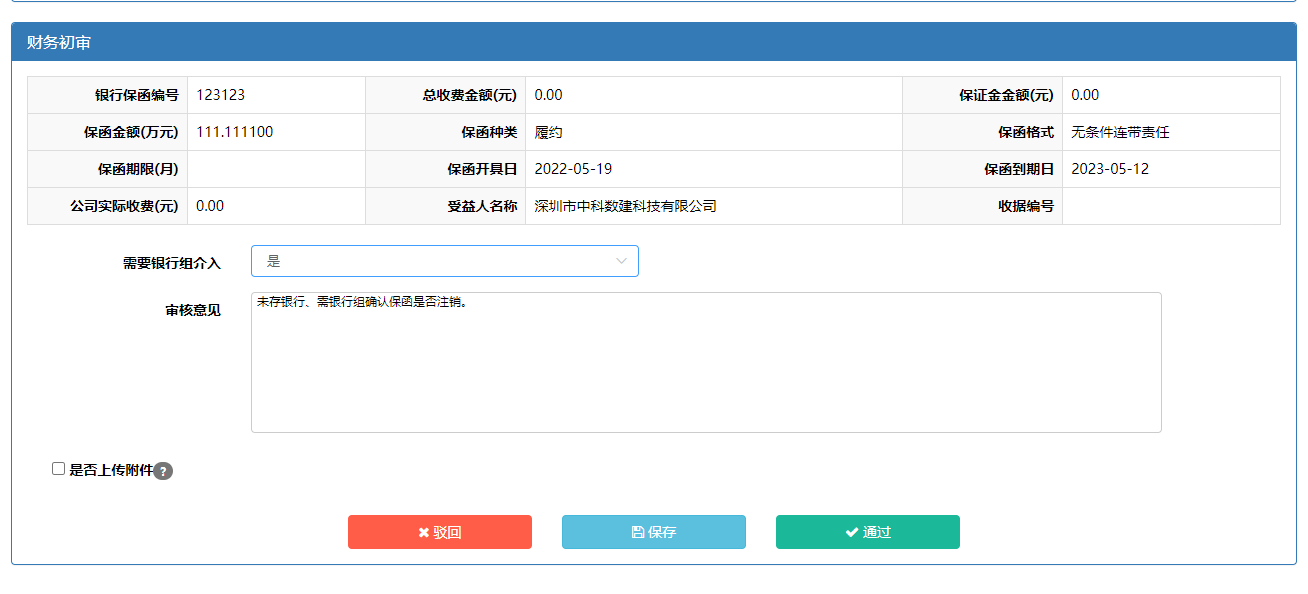 财务初审
银行保函编号 123123 总收费金额(元) 0.00 保证金金额(元) 0.00
保函金额(万元) 111.111100 保函种类 履约 保函格式 无条件连带责任
保函期限(月) 保函开具日 2022-05-19 保函到期日 2023-05-12
公司实际收费(元) 0.00 受益人名称 深圳市中科数建科技有限公司 收据编号
需要银行组介入 是
审核意见 未存银行、需银行组确认保函是否注销。
是否上传附件 ?
驳回 保存 通过